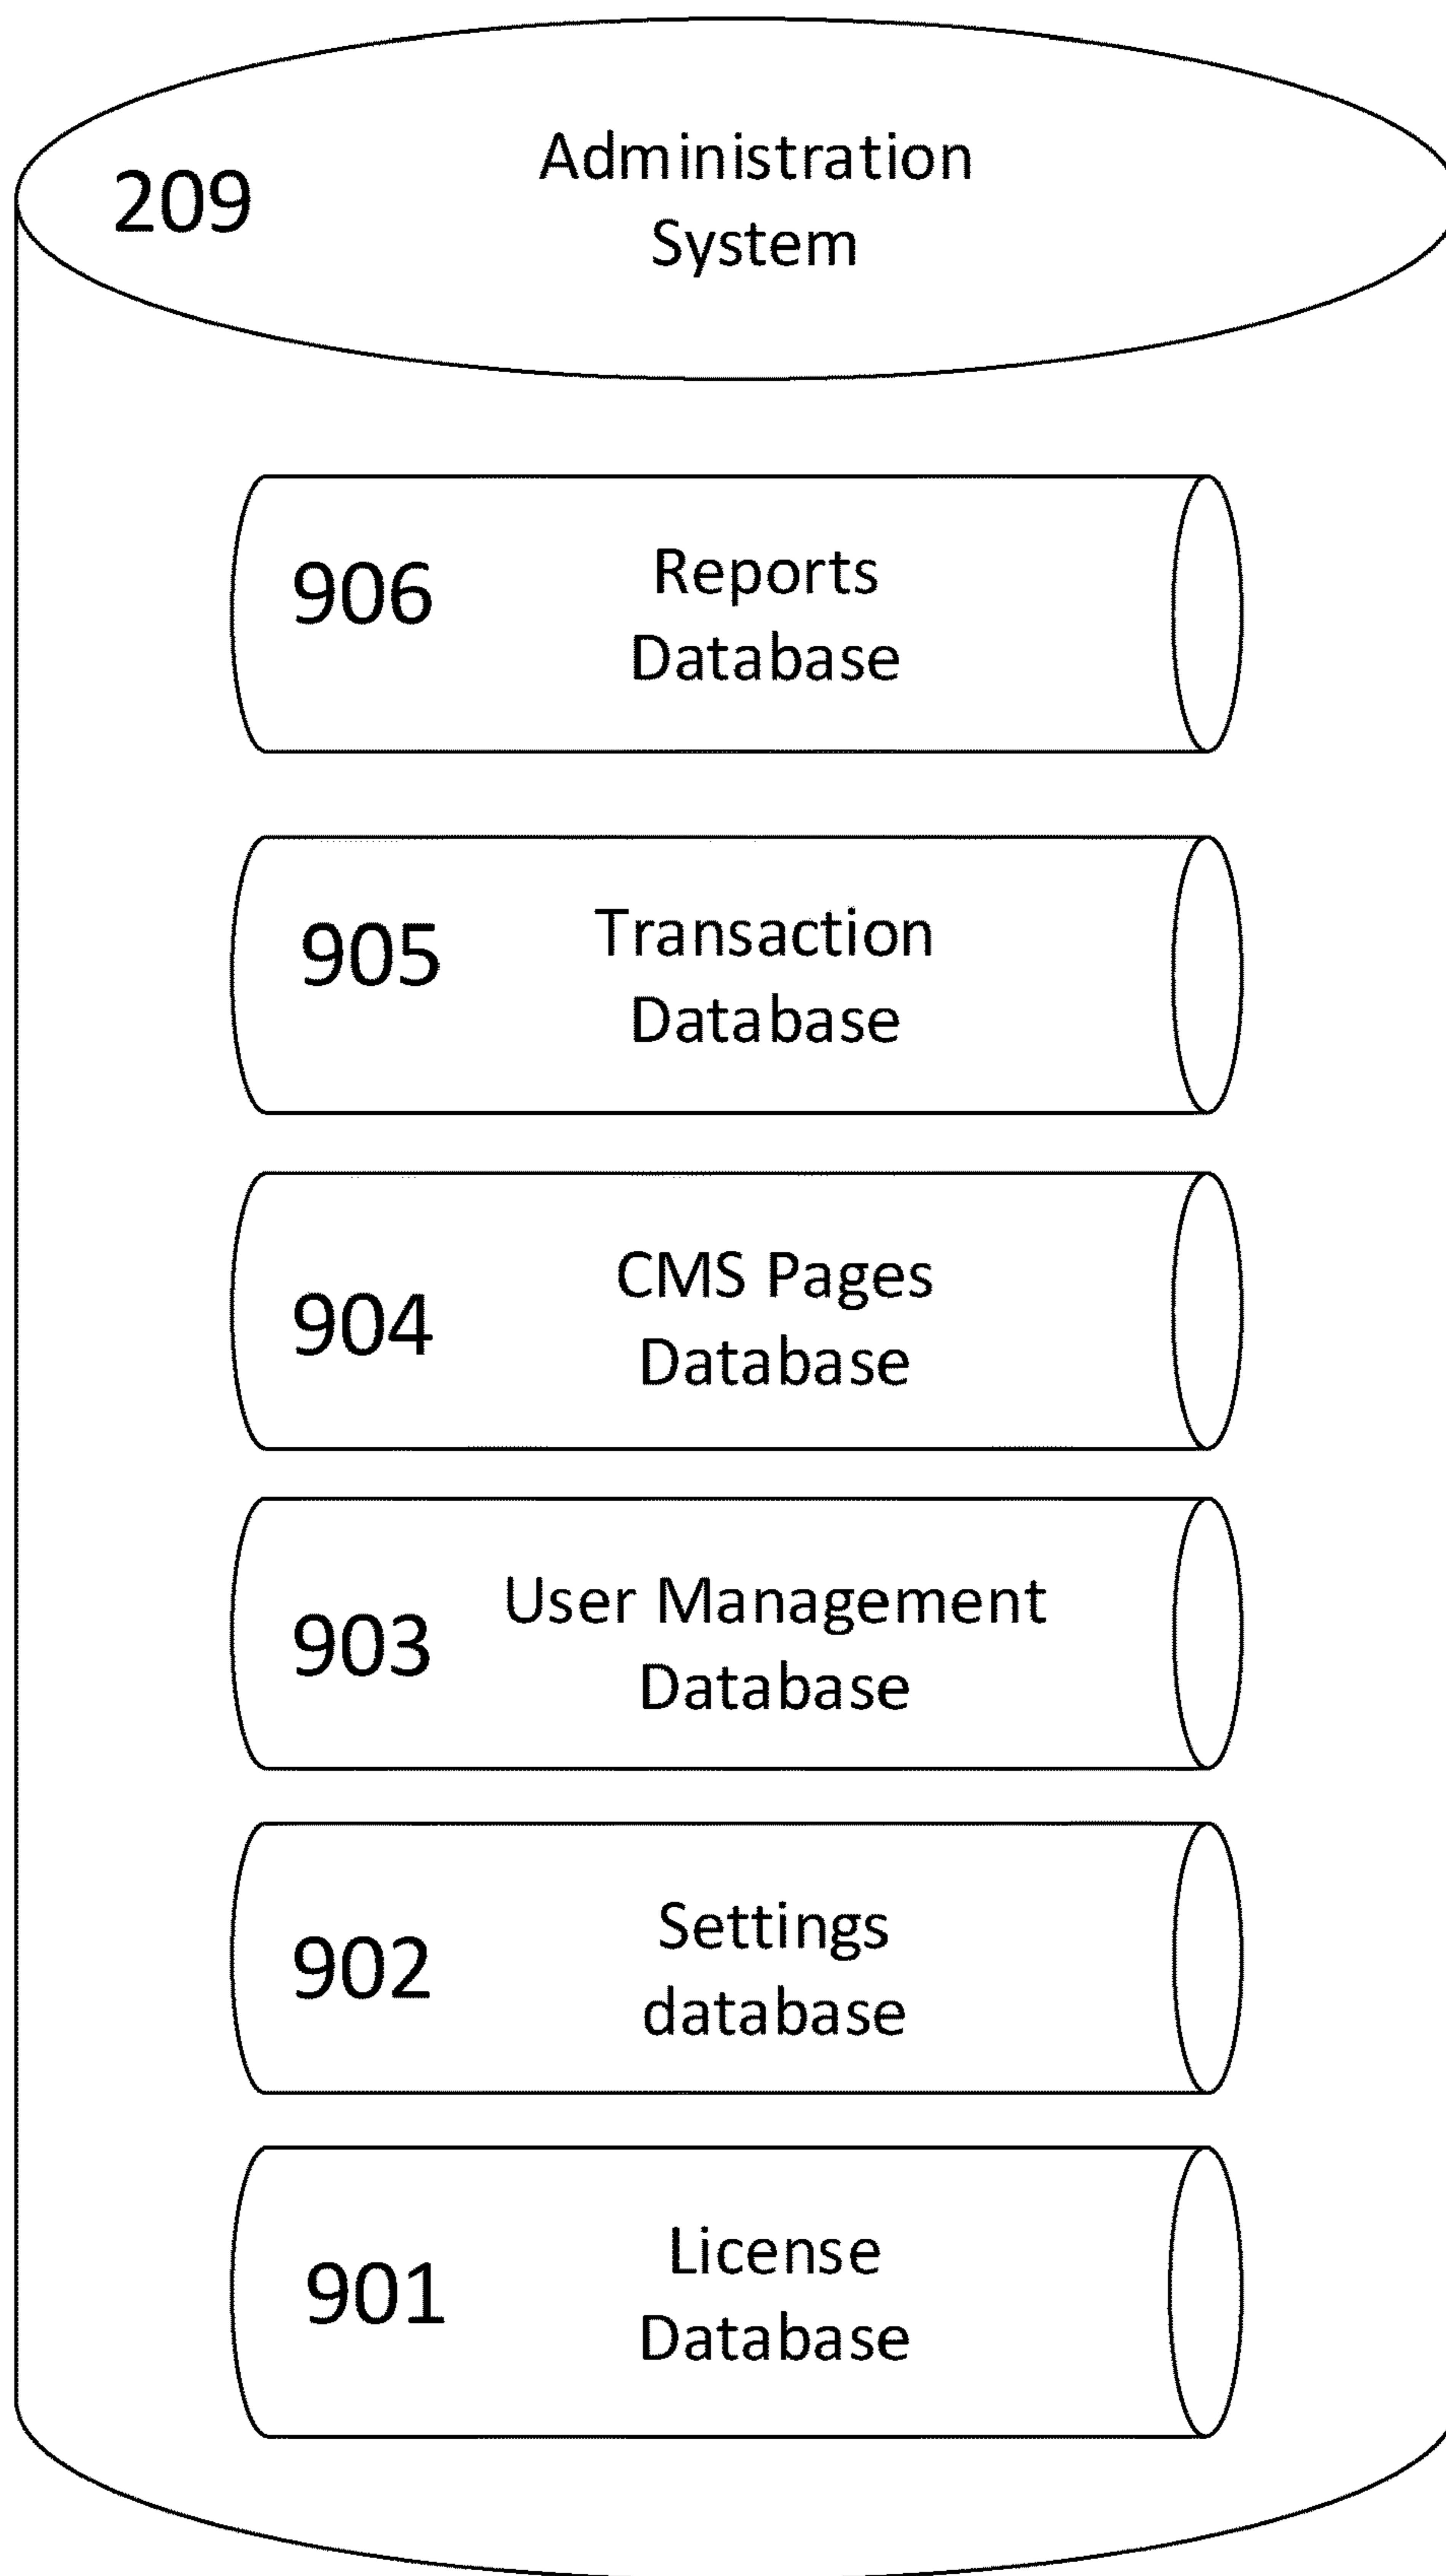 209
Administration
System
906
Reports
Database
905
Transaction
Database
904
CMS Pages
Database
903
User Management
Database
902
Settings
database
901
License
Database